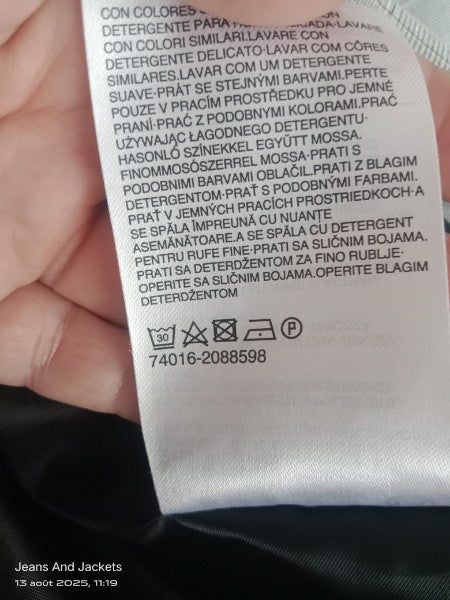 CON COLORES
DETERGENTE PARA
CON COLORI SIMILARI.LAVARE CON
DETERGENTE DELICATO·LAVAR COM CÔRES
SIMILARES.LAVAR COM UM DETERGENTE
SUAVE·PRÁT SE STEJNÝMI BARVAMI.PERTE
POUZE V PRACÍM PROSTŘEDKU PRO JEMNÉ
PRANÍ·PRAĆ Z PODOBNYMI KOLORAMI.PRAĆ
UŻYWAJĄC ŁAGODNEGO DETERGENTU·
HASONLÓ SZÍNEKKEL EGYÜTT MOSSA.
FINOMMOSÓSZERREL MOSSA·PRATI S
PODOBNIMI BARVAMI OBLAČIL.PRATI Z BLAGIM
DETERGENTOM·PRAŤ S PODOBNÝMI FARBAMI.
PRAŤ V JEMNÝCH PRACÍCH PROSTRIEDKOCH·A
SE SPĂLA ÎMPREUNĂ CU NUANȚE
ASEMĂNĂTOARE.A SE SPĂLA CU DETERGENT
PENTRU RUFE FINE·PRATI SA SLIČNIM BOJAMA.
PRATI SA DETERDŽENTOM ZA FINO RUBLJE·
OPERITE SA SLIČNIM BOJAMA.OPERITE BLAGIM
DETERDŽENTOM
30 P
74016-2088598
Jeans And Jackets
13 août 2025, 11:19